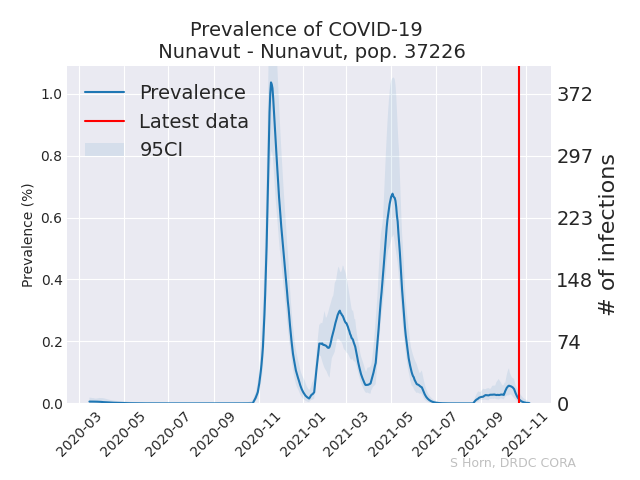 Prevalence of COVID-19
Nunavut - Nunavut, pop. 37226
Prevalence
Latest data
95CI
Prevalence (%)
1.0
0.8
0.6
0.4
0.2
0.0
372
297
223
148
74
0
# of infections
2020-03
2020-05
2020-07
2020-09
2020-11
2021-01
2021-03
2021-05
2021-07
2021-09
2021-11
S Horn, DRDC CORA